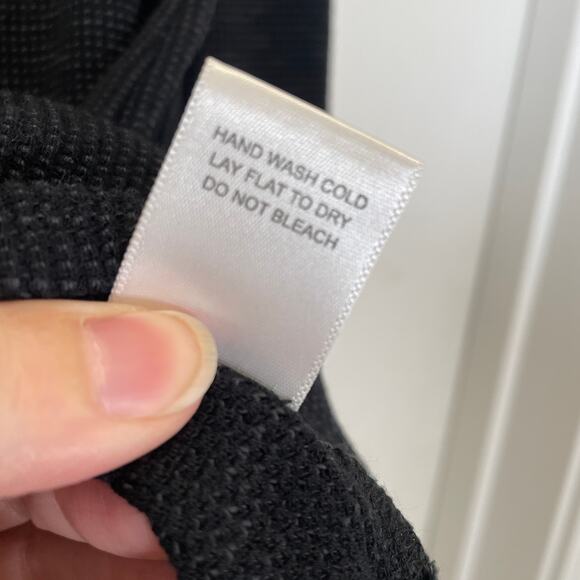 HAND WASH COLD
LAY FLAT TO DRY
DO NOT BLEACH